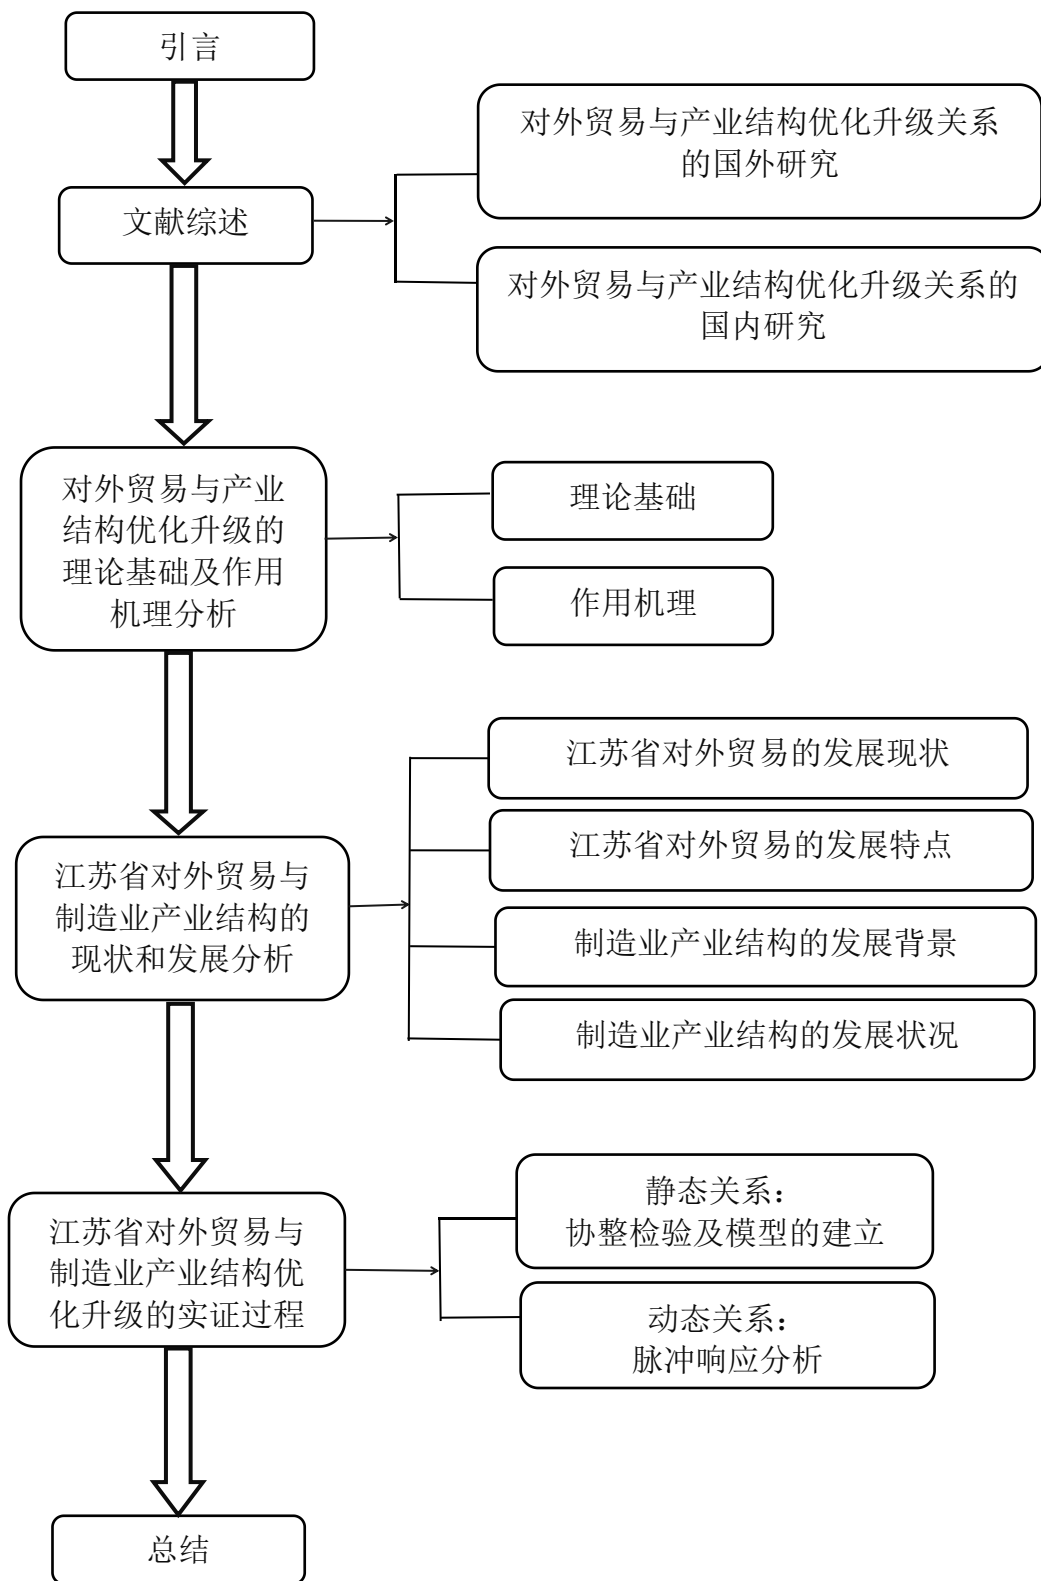 引言
文献综述
对外贸易与产业结构优化升级关系
的国外研究
对外贸易与产业结构优化升级关系的
国内研究
对外贸易与产业
结构优化升级的
理论基础及作用
机理分析
理论基础
作用机理
江苏省对外贸易与
制造业产业结构的
现状和发展分析
江苏省对外贸易的发展现状
江苏省对外贸易的发展特点
制造业产业结构的发展背景
制造业产业结构的发展状况
江苏省对外贸易与
制造业产业结构优
化升级的实证过程
静态关系：
协整检验及模型的建立
动态关系：
脉冲响应分析
总结